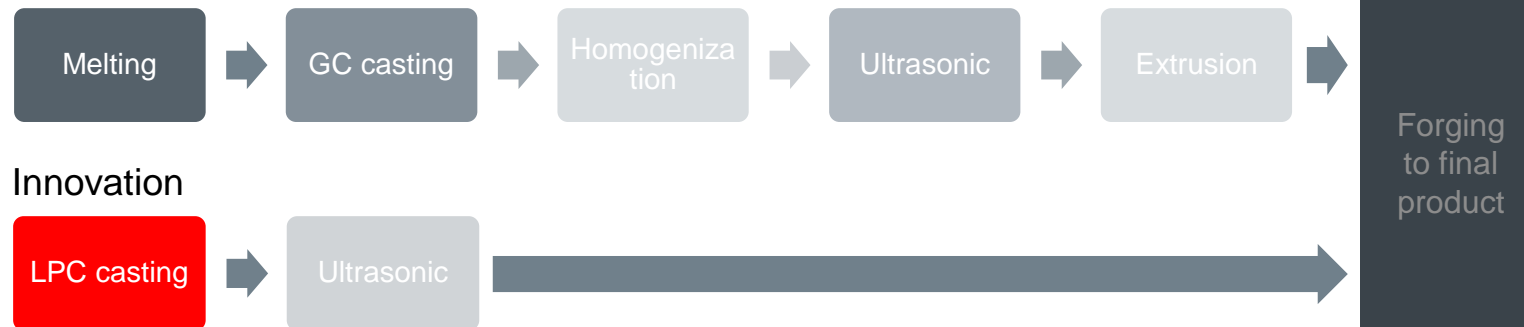 Melting
GC casting
Homogeniza
tion
Ultrasonic
Extrusion
Forging
to final
product
Innovation
LPC casting
Ultrasonic